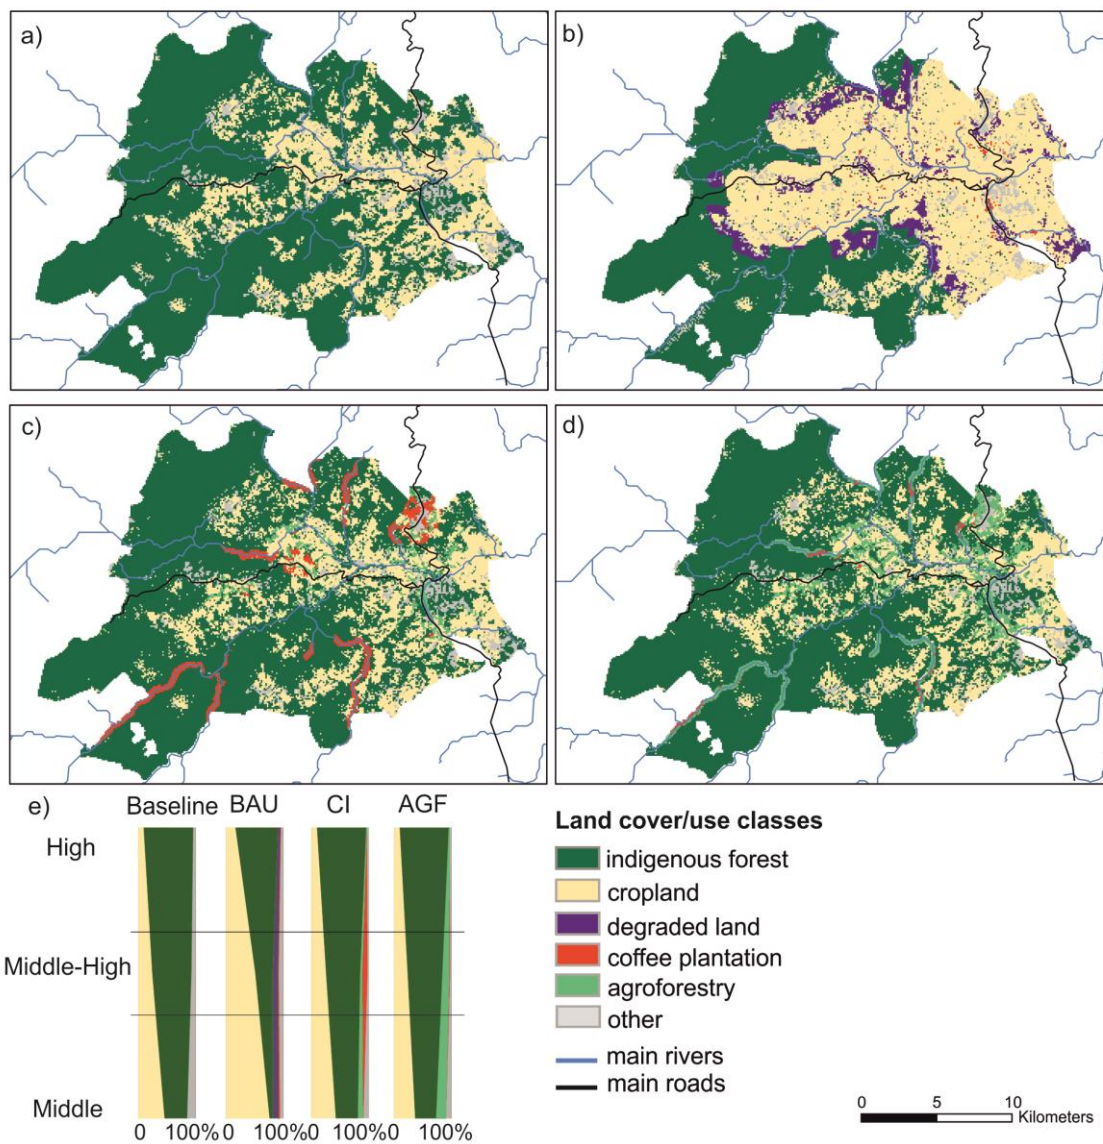 a)
b)
c)
d)
e)
Baseline BAU CI AGF
High
Middle-High
Middle
0 100% 0 100% 0 100% 0 100%
Land cover/use classes
indigenous forest
cropland
degraded land
coffee plantation
agroforestry
other
main rivers
main roads
0 5 10
Kilometers